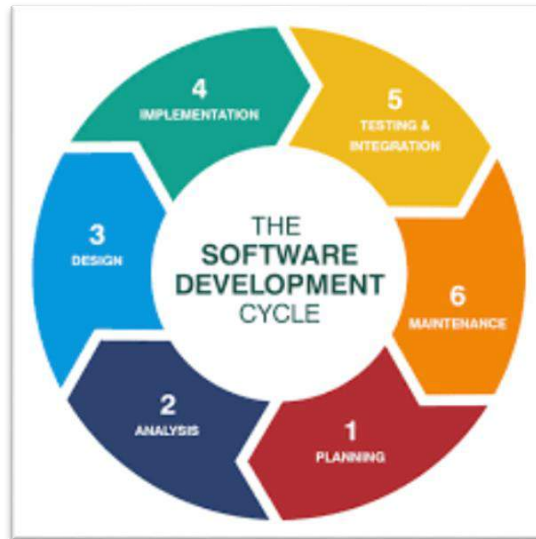 THE
SOFTWARE
DEVELOPMENT
CYCLE
1
PLANNING
2
ANALYSIS
3
DESIGN
4
IMPLEMENTATION
5
TESTING &
INTEGRATION
6
MAINTENANCE